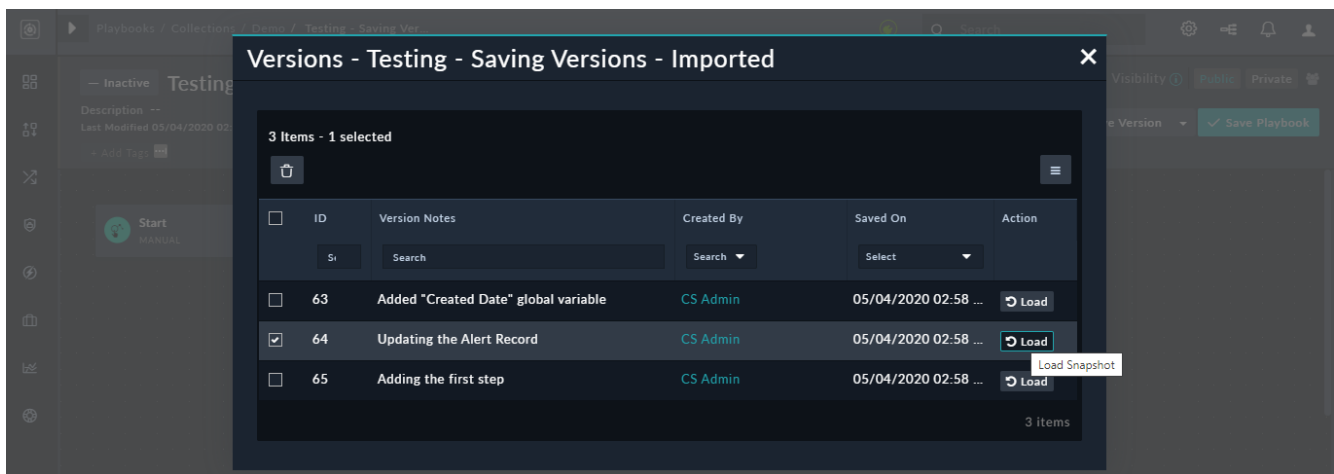 Playbooks / Collections / Demo / Testing - Saving Ver...
Search
Versions - Testing - Saving Versions - Imported
— Inactive Testing
Visibility Public Private
Description --
Last Modified 05/04/2020 02:
+ Add Tags
e Version
Save Playbook
Start
MANUAL
3 Items - 1 selected
ID Version Notes Created By Saved On Action
Search Search Select
63 Added "Created Date" global variable CS Admin 05/04/2020 02:58 ... Load
64 Updating the Alert Record CS Admin 05/04/2020 02:58 ... Load
Load Snapshot
65 Adding the first step CS Admin 05/04/2020 02:58 ... Load
3 items